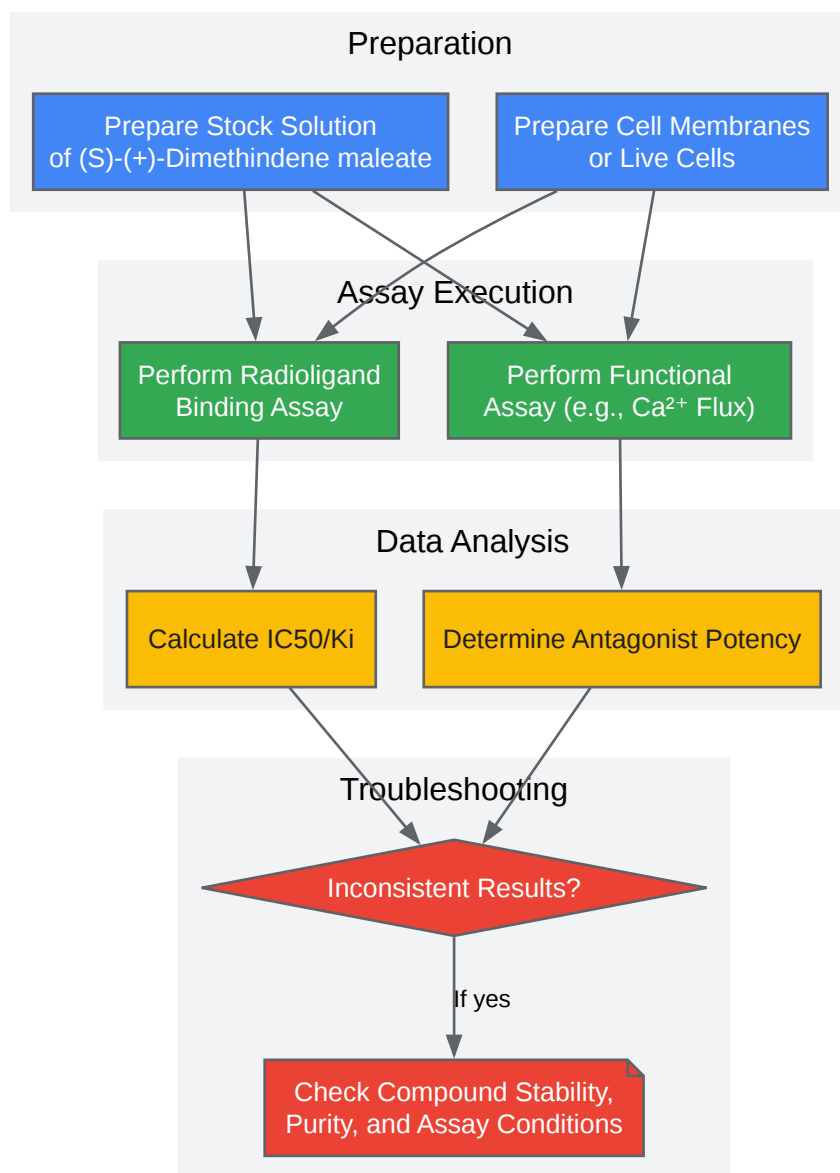 Preparation
Prepare Stock Solution
of (S)-(+)-Dimethindene maleate
Prepare Cell Membranes
or Live Cells
Assay Execution
Perform Radioligand
Binding Assay
Perform Functional
Assay (e.g., Ca²⁺ Flux)
Data Analysis
Calculate IC50/Ki
Determine Antagonist Potency
Troubleshooting
Inconsistent Results?
If yes
Check Compound Stability,
Purity, and Assay Conditions